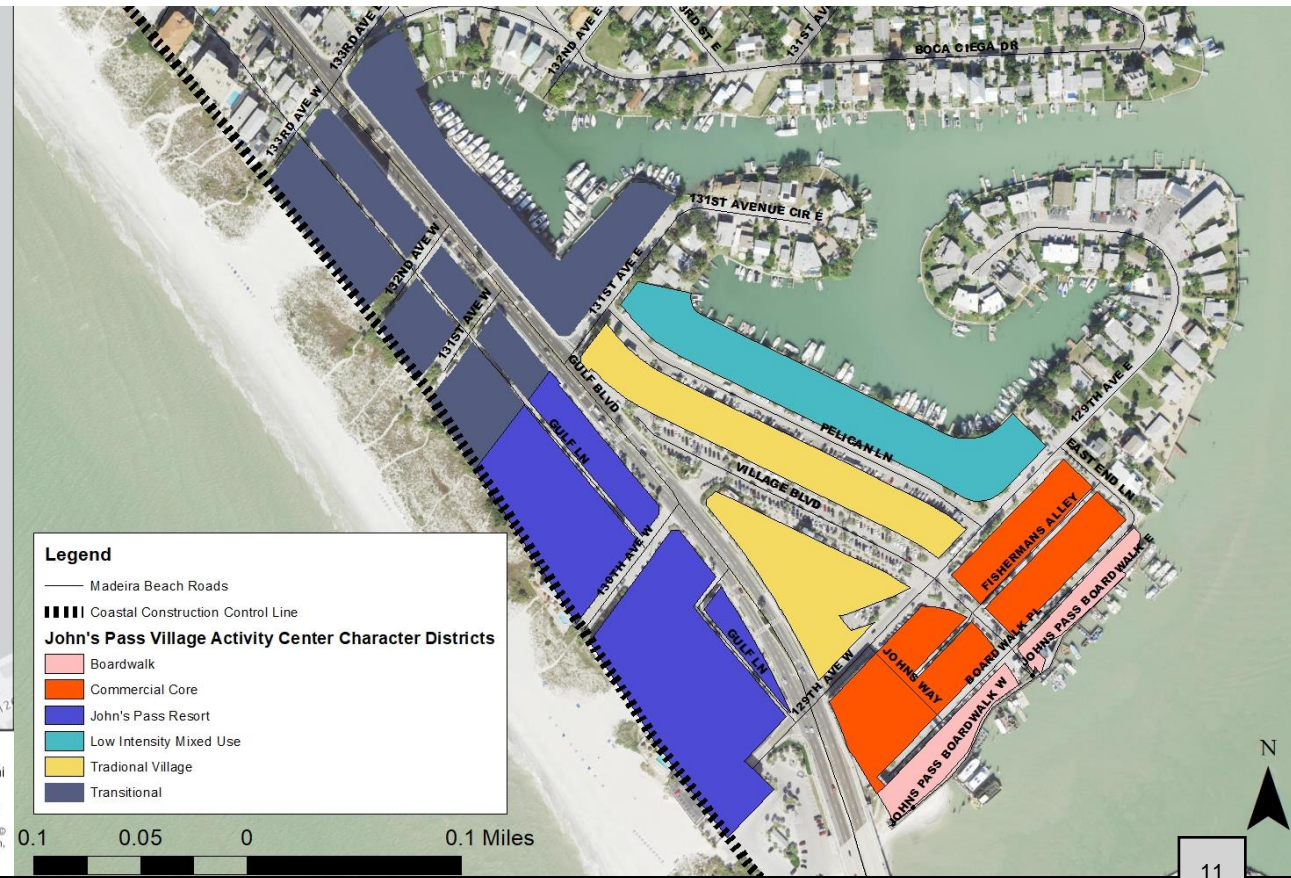 133RD AVE E
132ND AVE E
131ST AV
BOCA CIEGA DR
133RD AVE W
131ST AVENUE CIR E
132ND AVE W
131ST AVE E
131ST AVE W
GULF BLVD
129TH AVE E
GULF LN
PELICAN LN
EAST END LN
VILLAGE BLVD
FISHERMANS ALLEY
130TH AVE W
JOHNS PASS BOARDWALK E
BOARDWALK PL
GULF LN
JOHNS WAY
129TH AVE W
JOHNS PASS BOARDWALK W
Legend
Madeira Beach Roads
Coastal Construction Control Line
John's Pass Village Activity Center Character Districts
Boardwalk
Commercial Core
John's Pass Resort
Low Intensity Mixed Use
Tradional Village
Transitional
0.1 0.05 0 0.1 Miles
N
11